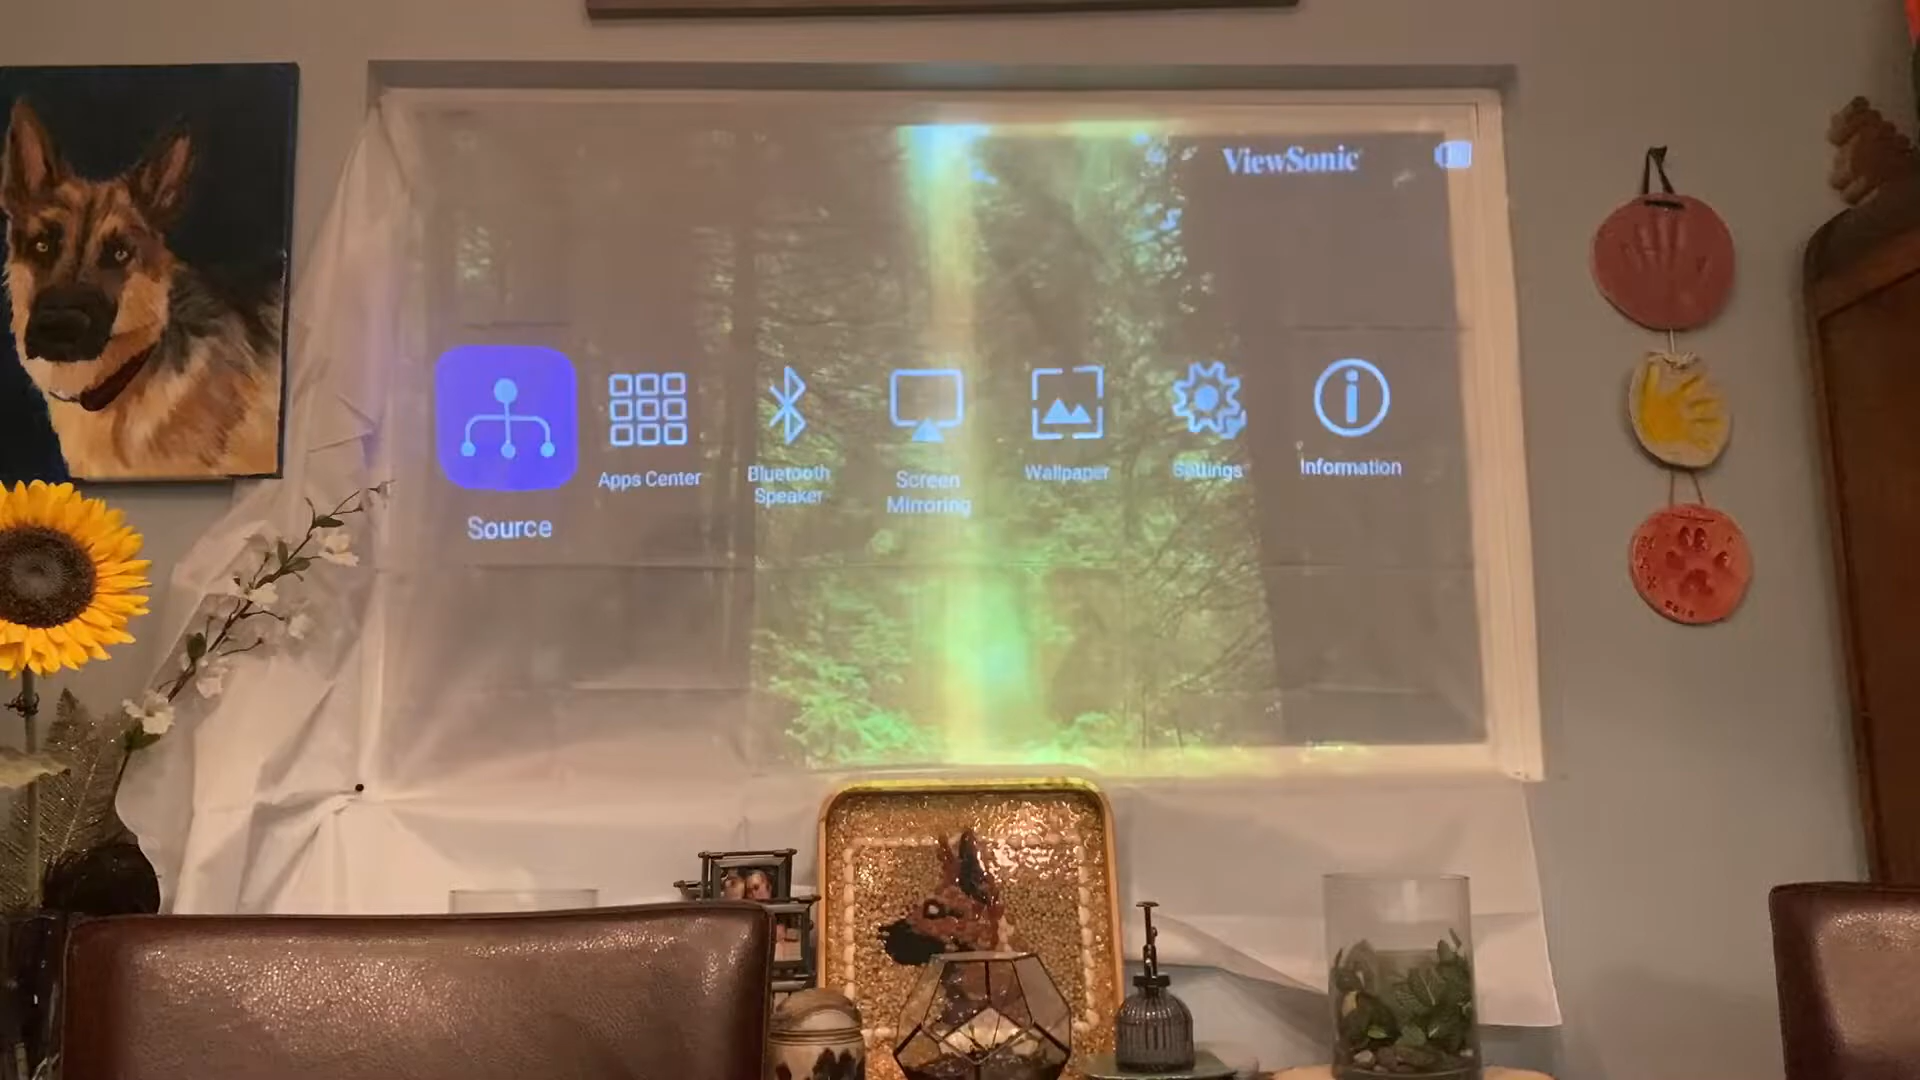 ViewSonic
Source
Apps Center
Bluetooth
Speaker
Screen
Mirroring
Wallpaper
Settings
Information